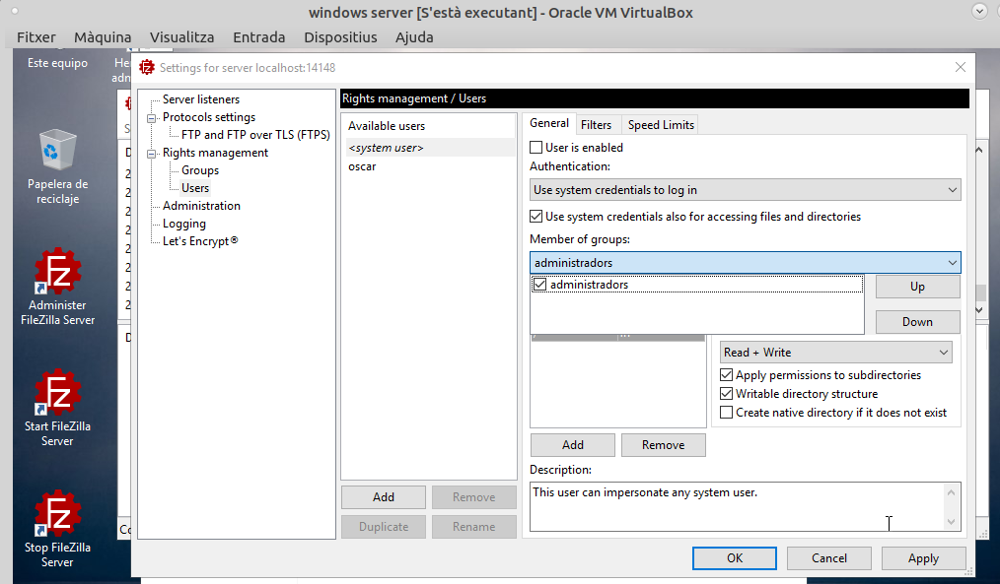 windows server [S'està executant] - Oracle VM VirtualBox
Fitxer Màquina Visualitza Entrada Dispositius Ajuda
Este equipo
Papelera de
reciclaje
Administer
FileZilla Server
Start FileZilla
Server
Stop FileZilla
Server
Settings for server localhost:14148
Server listeners
Protocols settings
FTP and FTP over TLS (FTPS)
Rights management
Groups
Users
Administration
Logging
Let's Encrypt®
Rights management / Users
Available users
<system user>
oscar
Add Remove
Duplicate Rename
General Filters Speed Limits
User is enabled
Authentication:
Use system credentials to log in
Use system credentials also for accessing files and directories
Member of groups:
administradors
administradors
Up
Down
Read + Write
Apply permissions to subdirectories
Writable directory structure
Create native directory if it does not exist
Add Remove
Description:
This user can impersonate any system user.
OK Cancel Apply